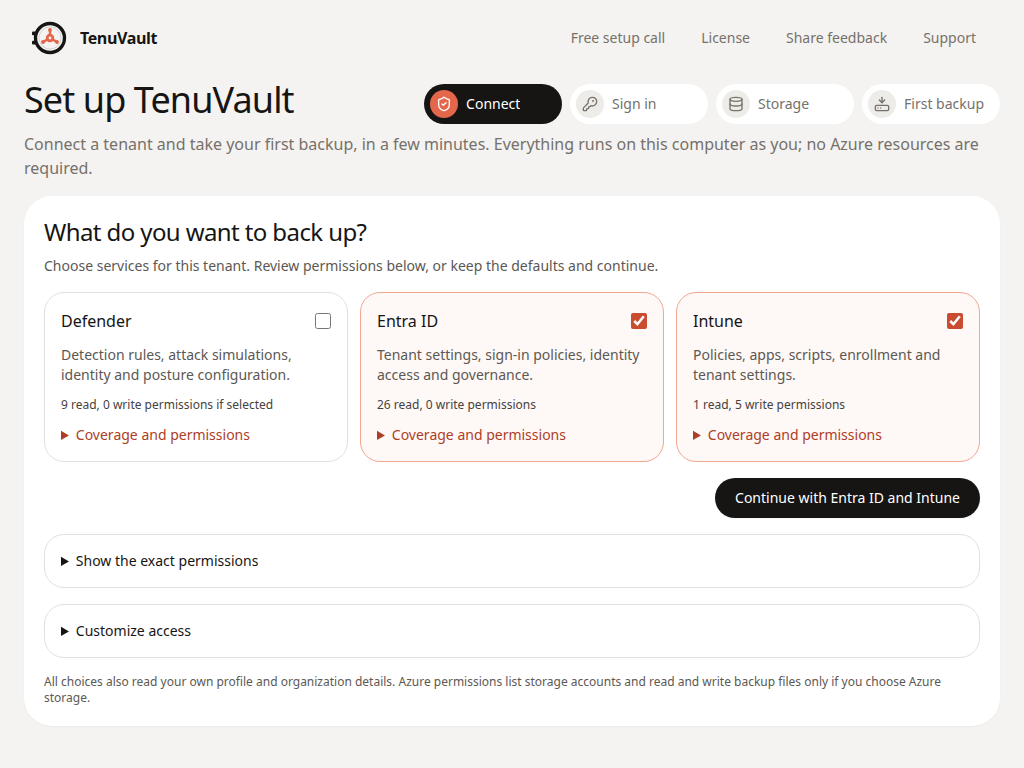 TenuVault
Free setup call
License
Share feedback
Support
Set up TenuVault
Connect
Sign in
Storage
First backup
Connect a tenant and take your first backup, in a few minutes. Everything runs on this computer as you; no Azure resources are
required.
What do you want to back up?
Choose services for this tenant. Review permissions below, or keep the defaults and continue.
Defender
Detection rules, attack simulations,
identity and posture configuration.
9 read, 0 write permissions if selected
Coverage and permissions
Entra ID
Tenant settings, sign-in policies, identity
access and governance.
26 read, 0 write permissions
Coverage and permissions
Intune
Policies, apps, scripts, enrollment and
tenant settings.
1 read, 5 write permissions
Coverage and permissions
Continue with Entra ID and Intune
Show the exact permissions
Customize access
All choices also read your own profile and organization details. Azure permissions list storage accounts and read and write backup files only if you choose Azure
storage.